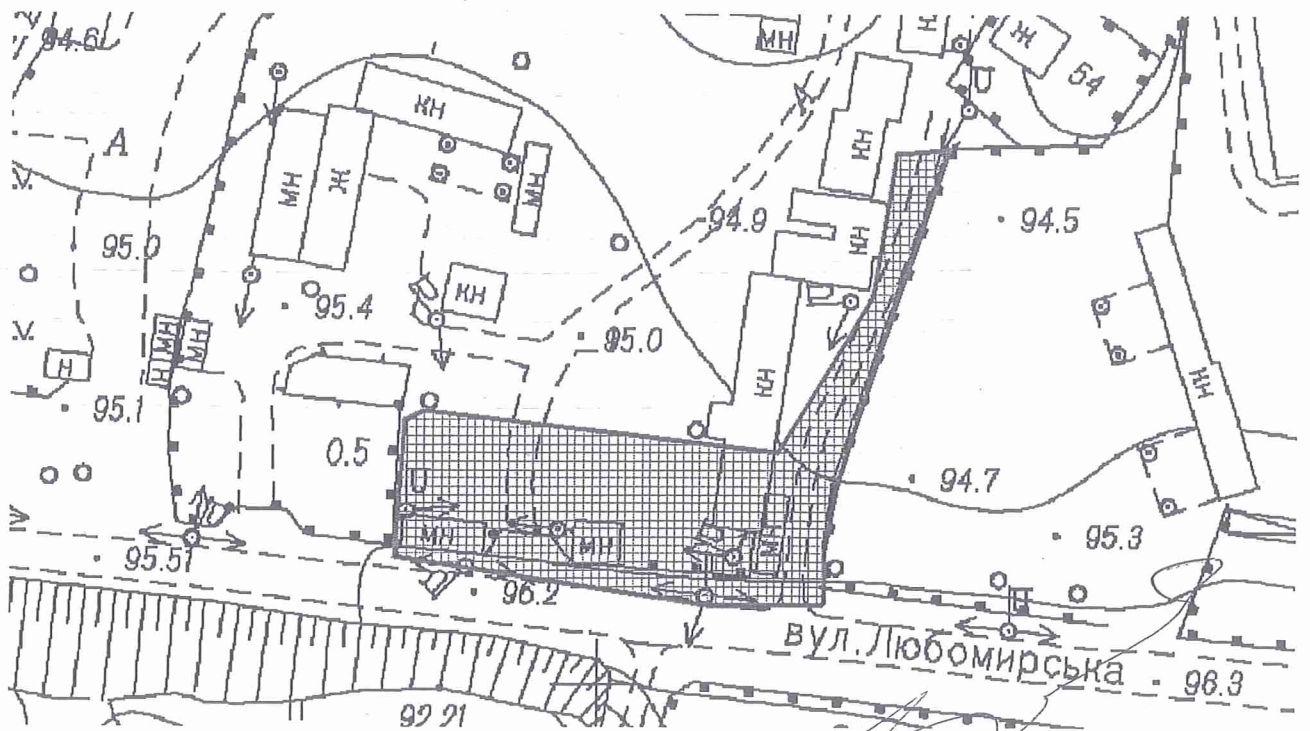 94.6
МН
КН
Ж
54
А
КН
МН
Ж
МН
КН
95.0
94.9
94.5
КН
95.4
КН
МН
МН
Н
Н
95.0
КН
КН
95.1
0.5
94.7
МН
МН
МН
95.3
95.5
96.2
вул.Любомирська
96.3
92.21